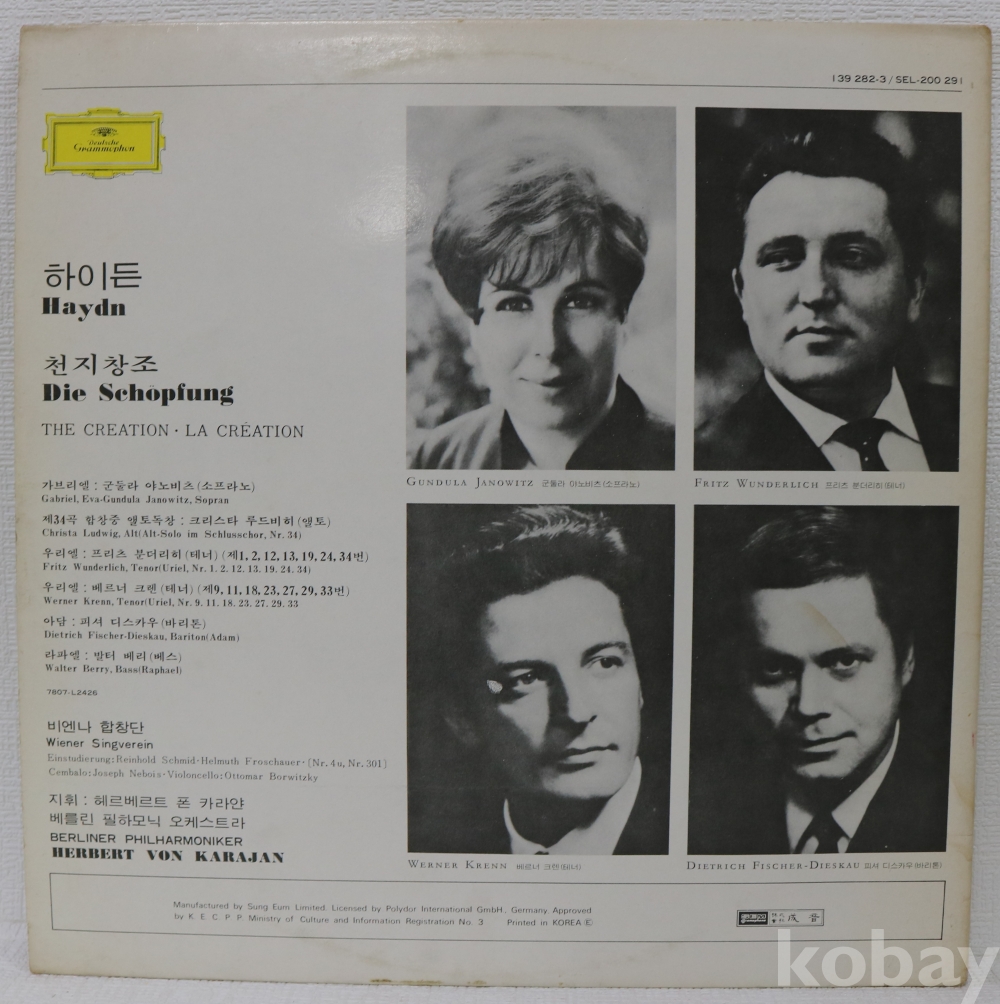 139 282-3/SEL-200 291
Deutsche
Grammophon
하이든
Haydn
천지창조
Die Schöpfung
THE CREATION · LA CRÉATION
가브리엘 : 군둘라 야노비츠 (소프라노)
Gabriel, Eva-Gundula Janowitz, Sopran
제34곡 합창중 앨토독창 : 크리스타 루드비히 (앨토)
Christa Ludwig, Alt(Alt-Solo im Schlusschor, Nr. 34)
우리엘 : 프리츠 분더리히 (테너) (제1, 2, 12, 13, 19, 24, 34번)
Fritz Wunderlich, Tenor(Uriel, Nr. 1. 2. 12. 13. 19. 24. 34)
우리엘 : 베르너 크렌 (테너) (제9, 11, 18, 23, 27, 29, 33번)
Werner Krenn, Tenor(Uriel, Nr. 9. 11. 18. 23. 27. 29. 33
아담 : 피셔 디스카우 (바리톤)
Dietrich Fischer-Dieskau, Bariton(Adam)
라파엘 : 발터 베리 (베스)
Walter Berry, Bass(Raphael)
7807-L2426
비엔나 합창단
Wiener Singverein
Einstudierung: Reinhold Schmid · Helmuth Froschauer · [Nr. 4u, Nr. 301]
Cembalo: Joseph Nebois · Violoncello: Ottomar Borwitzky
지휘 : 헤르베르트 폰 카라얀
베를린 필하모닉 오케스트라
BERLINER PHILHARMONIKER
HERBERT VON KARAJAN
GUNDULA JANOWITZ 군둘라 야노비츠 (소프라노)
FRITZ WUNDERLICH 프리츠 분더리히 (테너)
WERNER KRENN 베르너 크렌 (테너)
DIETRICH FISCHER-DIESKAU 피셔 디스카우 (바리톤)
Manufactured by Sung Eum Limited. Licensed by Polydor International GmbH., Germany. Approved
by K. E. C. P. P. Ministry of Culture and Information Registration No. 3 Printed in KOREA Ⓔ
成音
kobay